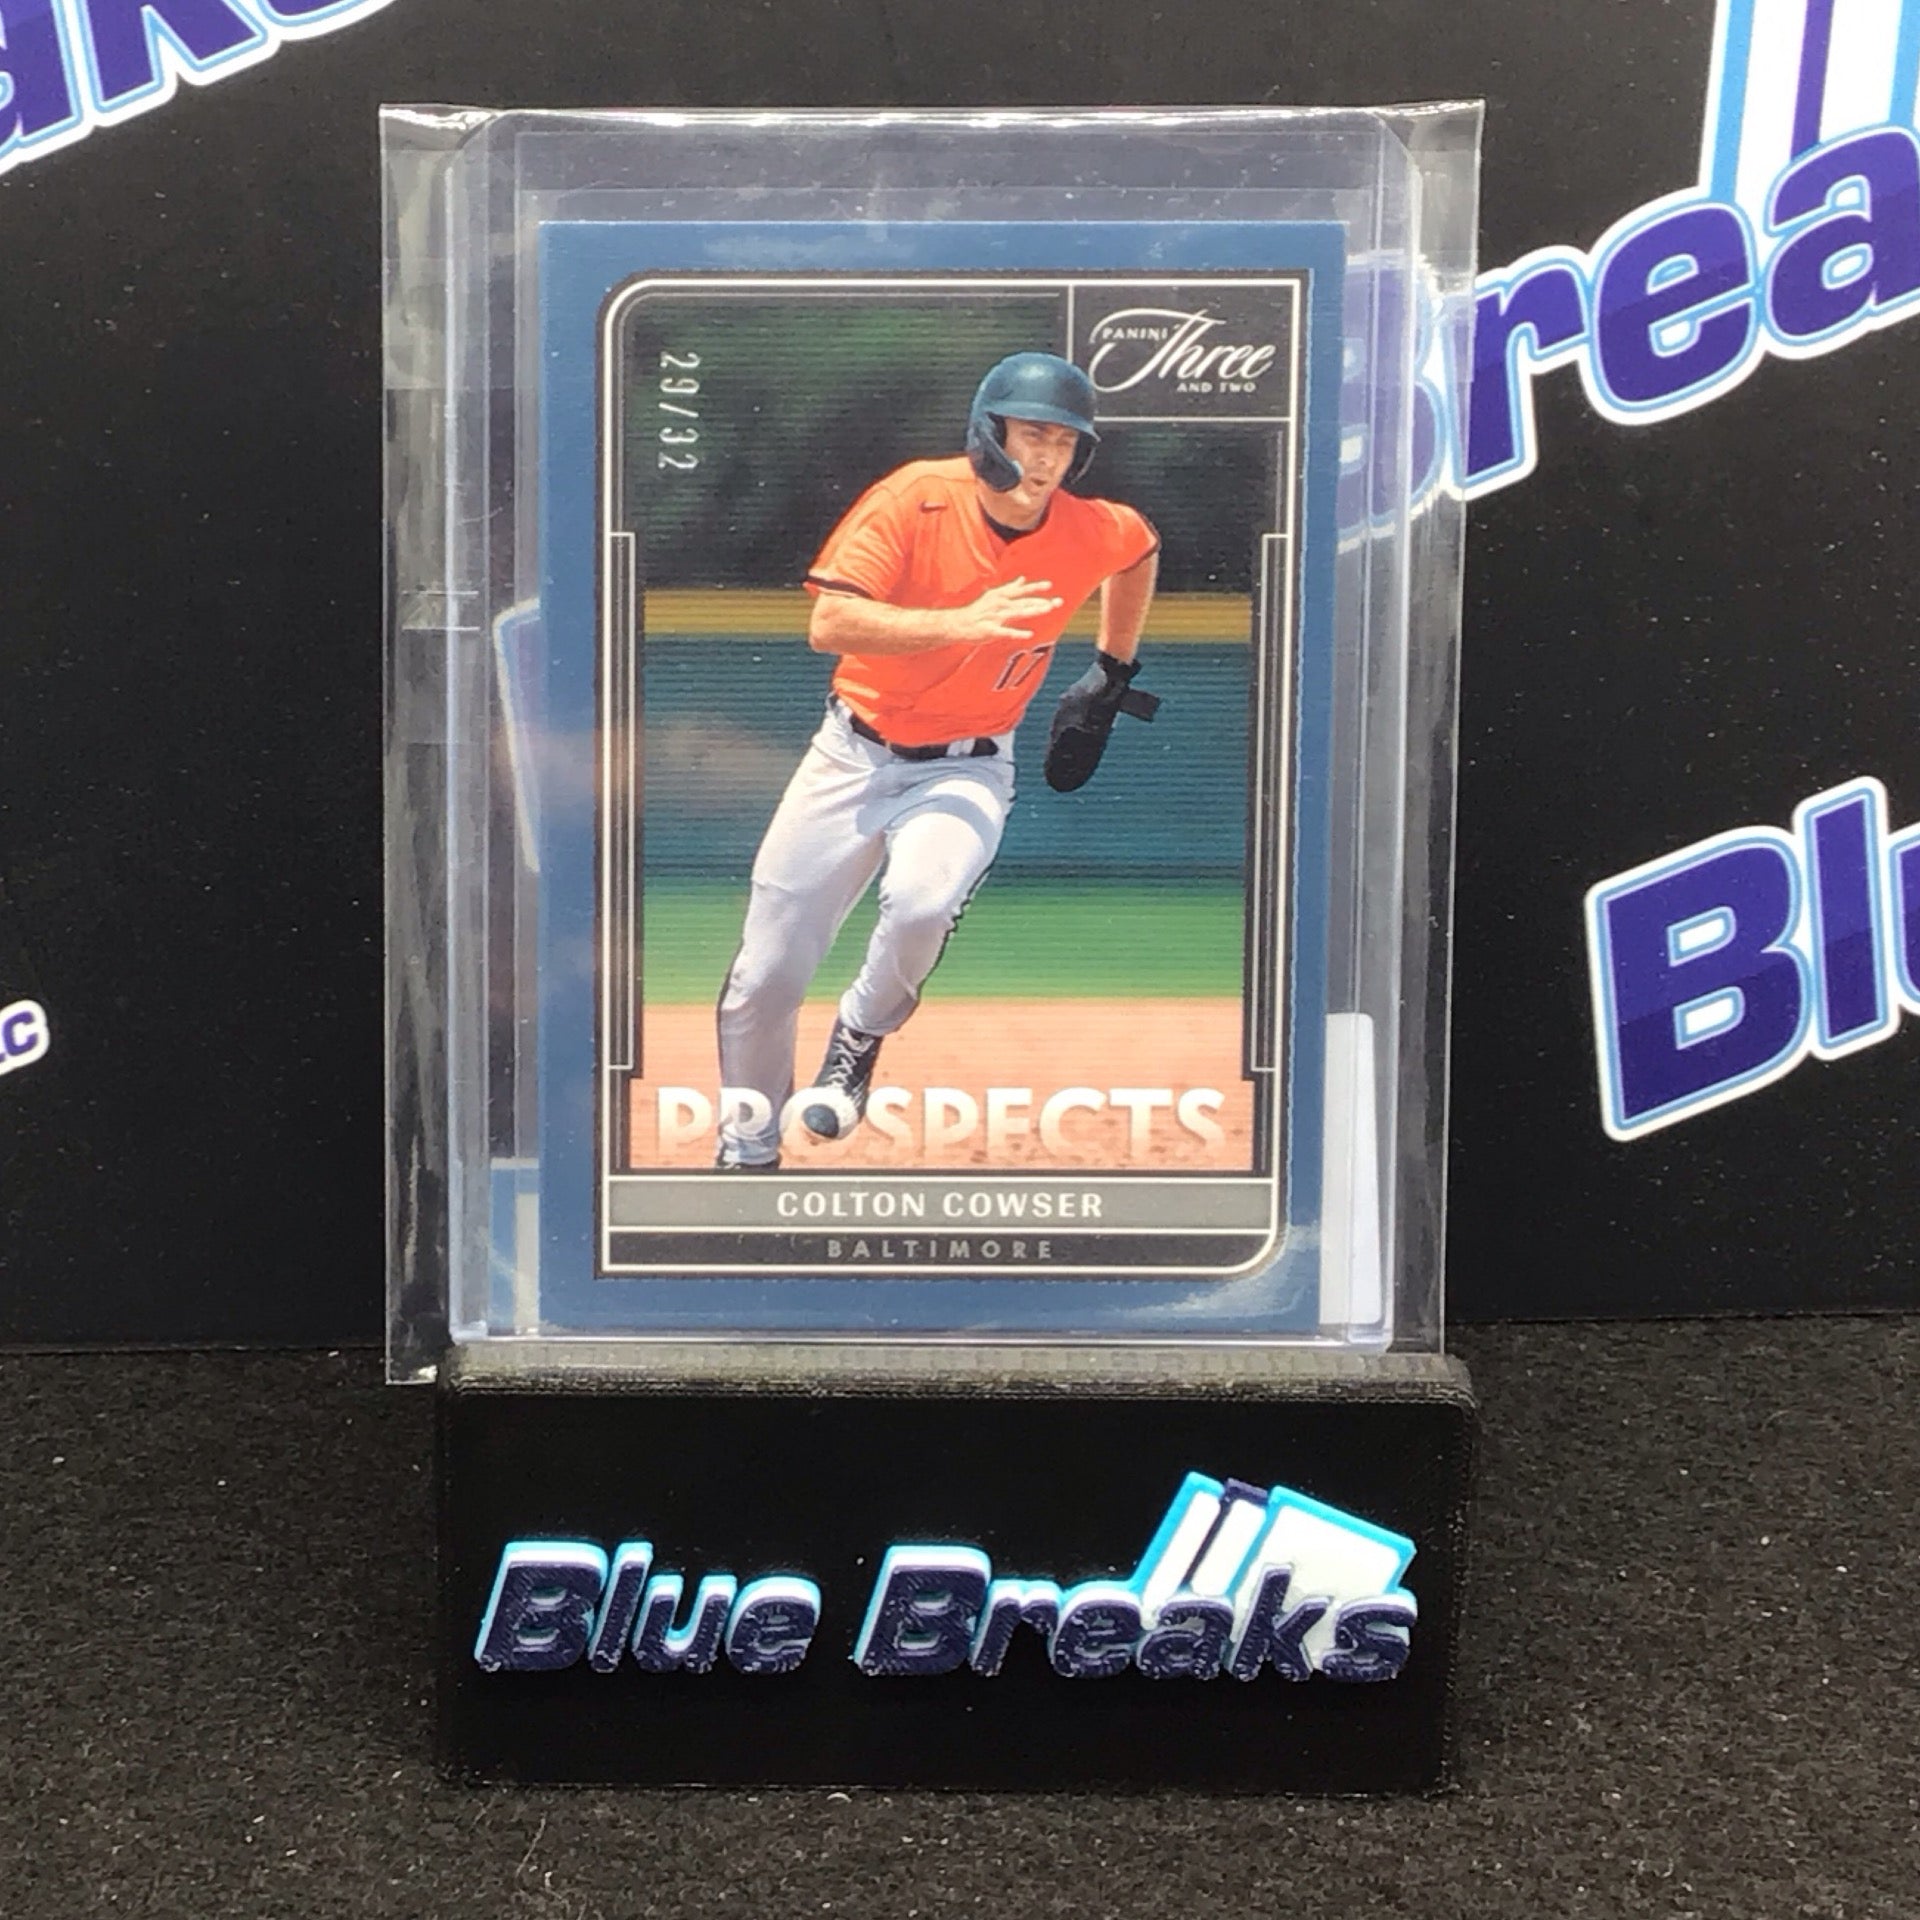 PANINI
Three
AND TWO
29/32
17
PROSPECTS
COLTON COWSER
BALTIMORE
Blue Breaks